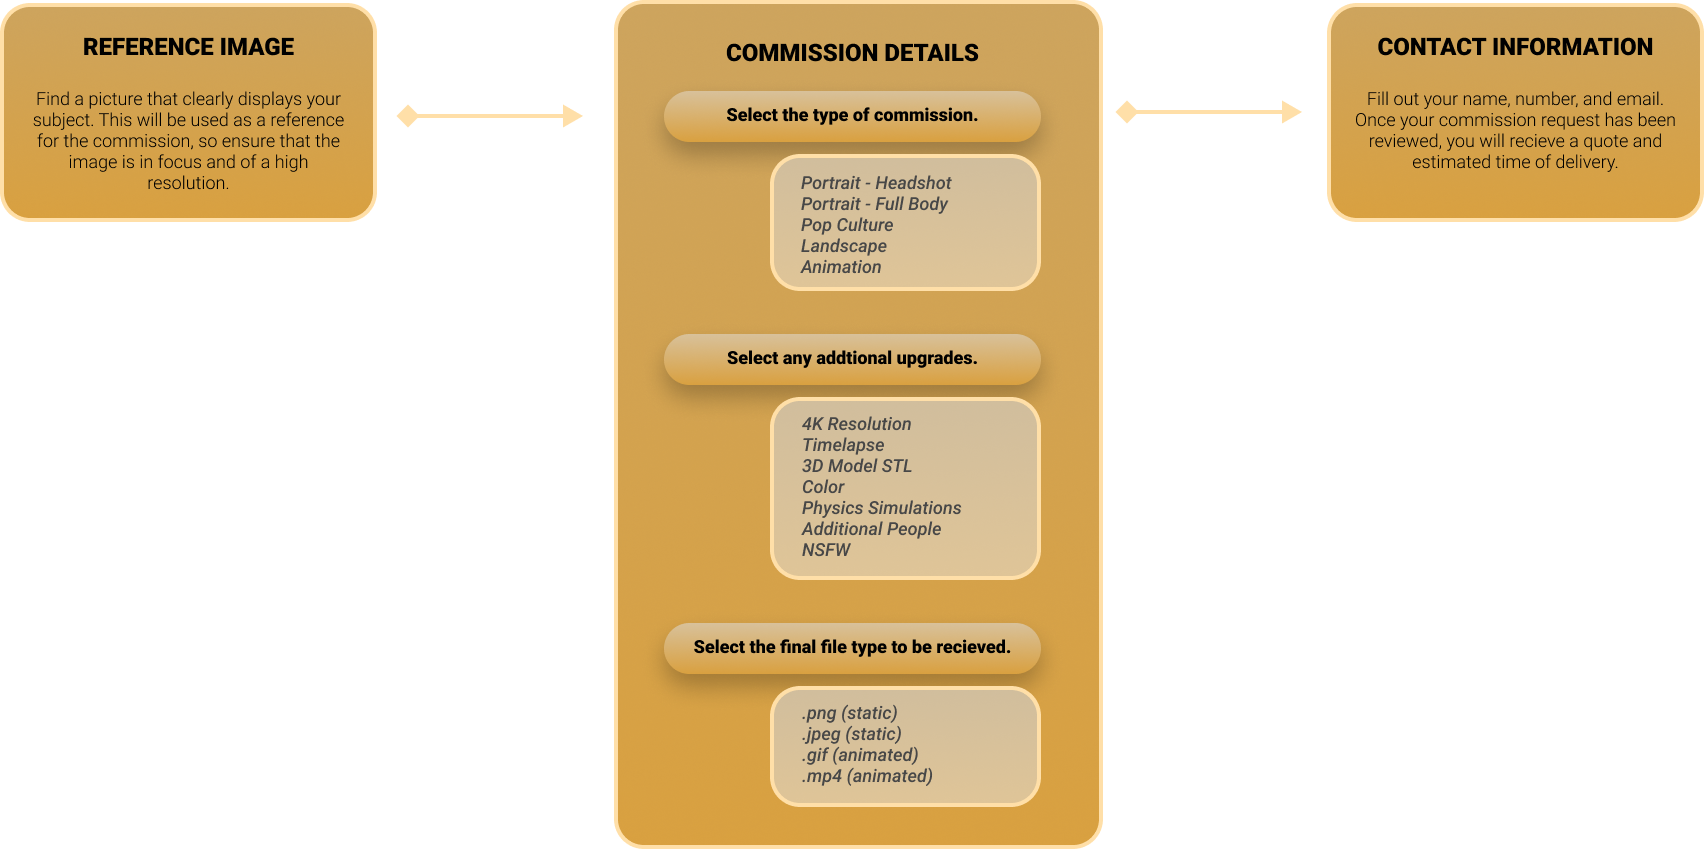 REFERENCE IMAGE
Find a picture that clearly displays your
subject. This will be used as a reference
for the commission, so ensure that the
image is in focus and of a high
resolution.
COMMISSION DETAILS
Select the type of commission.
Portrait - Headshot
Portrait - Full Body
Pop Culture
Landscape
Animation
Select any addtional upgrades.
4K Resolution
Timelapse
3D Model STL
Color
Physics Simulations
Additional People
NSFW
Select the final file type to be recieved.
.png (static)
.jpeg (static)
.gif (animated)
.mp4 (animated)
CONTACT INFORMATION
Fill out your name, number, and email.
Once your commission request has been
reviewed, you will recieve a quote and
estimated time of delivery.